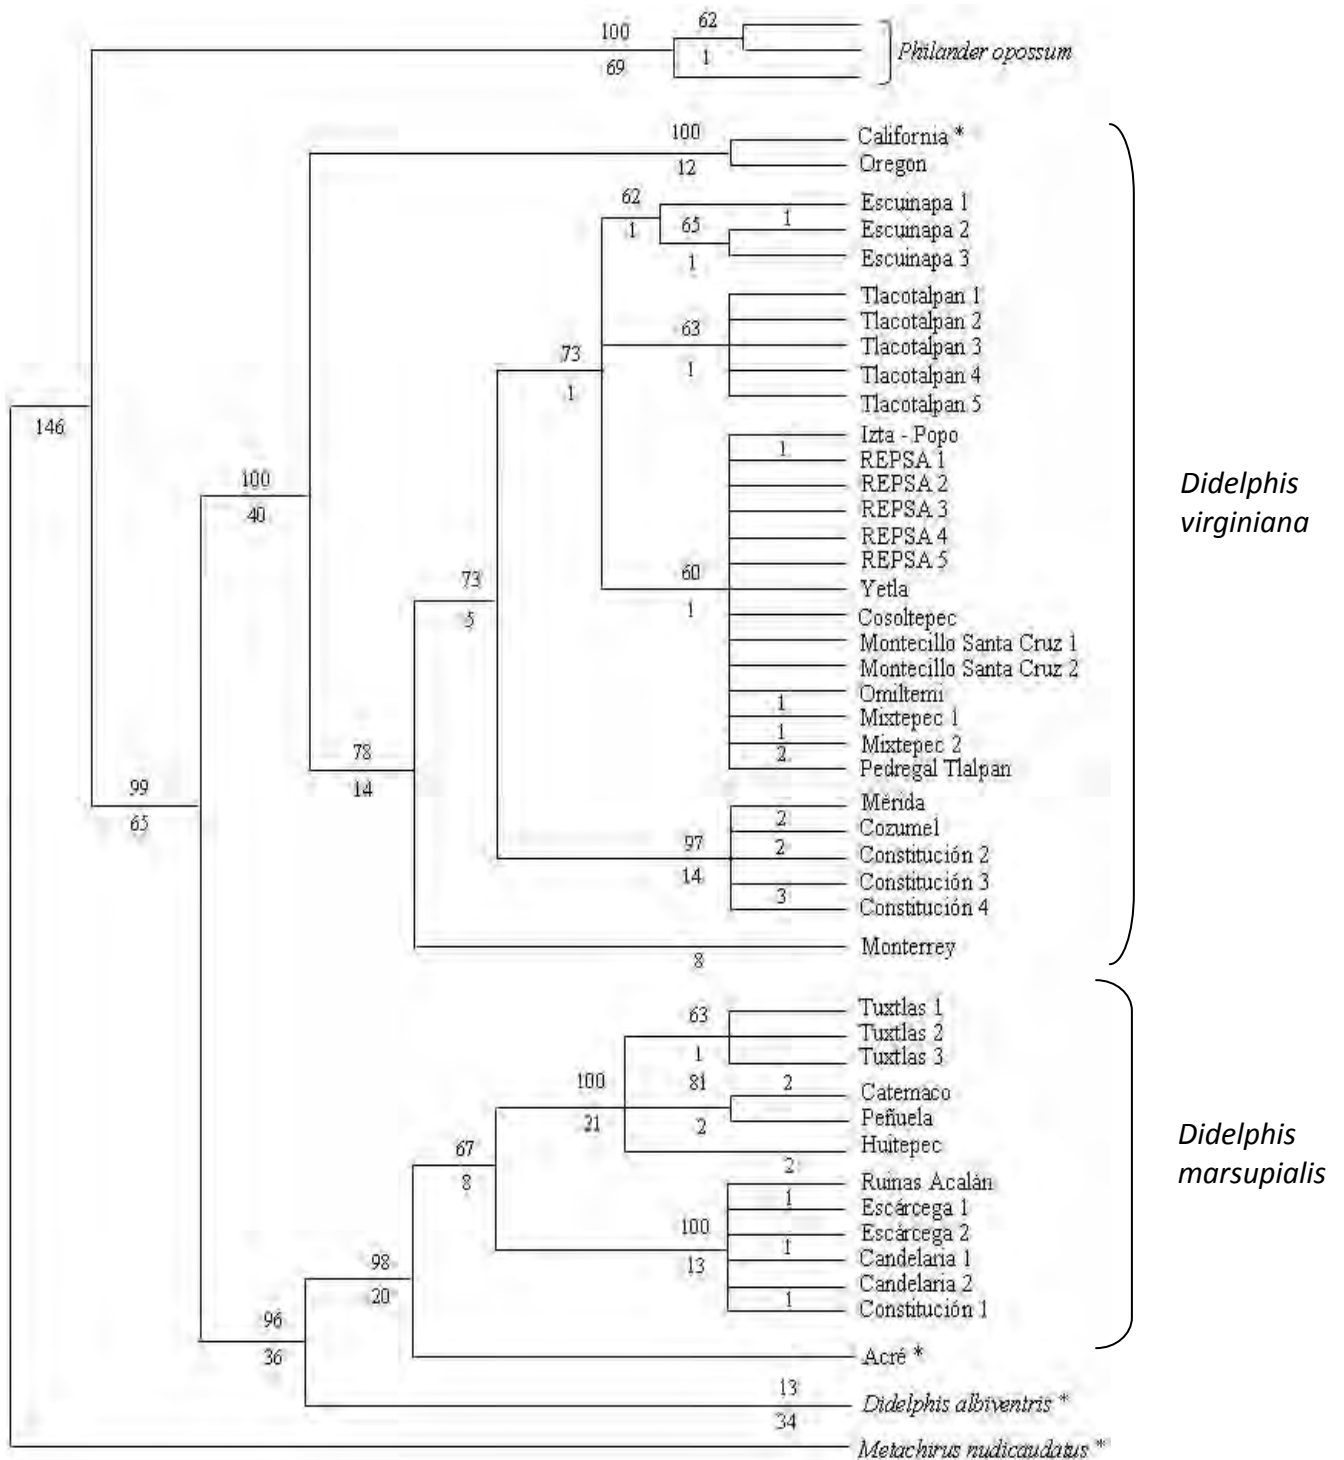 62
100
Philander opossum
1
69
100
California *
12
Oregon
62
Escuinapa 1
65
1
1
Escuinapa 2
1
Escuinapa 3
Tlacotalpan 1
Tlacotalpan 2
63
Tlacotalpan 3
73
1
Tlacotalpan 4
1
Tlacotalpan 5
146
Izta - Popo
1
REPSA 1
100
REPSA 2
40
REPSA 3
REPSA 4
REPSA 5
73
60
Yetla
5
1
Cosoltepec
Montecillo Santa Cruz 1
Montecillo Santa Cruz 2
Omiltemi
1
Mixtepec 1
1
Mixtepec 2
78
2
Pedregal Tlalpan
14
99
Mérida
65
2
Cozumel
97
2
Constitución 2
14
Constitución 3
3
Constitución 4
Monterrey
8
Didelphis
virginiana
Tuxtlas 1
63
Tuxtlas 2
1
Tuxtlas 3
100
81
2
Catemaco
21
2
Peñuela
67
Huitepec
8
2
Ruinas Acalán
1
Escárcega 1
100
Escárcega 2
13
1
Candelaria 1
98
Candelaria 2
20
1
Constitución 1
96
36
Acré *
Didelphis
marsupialis
13
Didelphis albiventris *
34
Metachirus nudicaudatus *